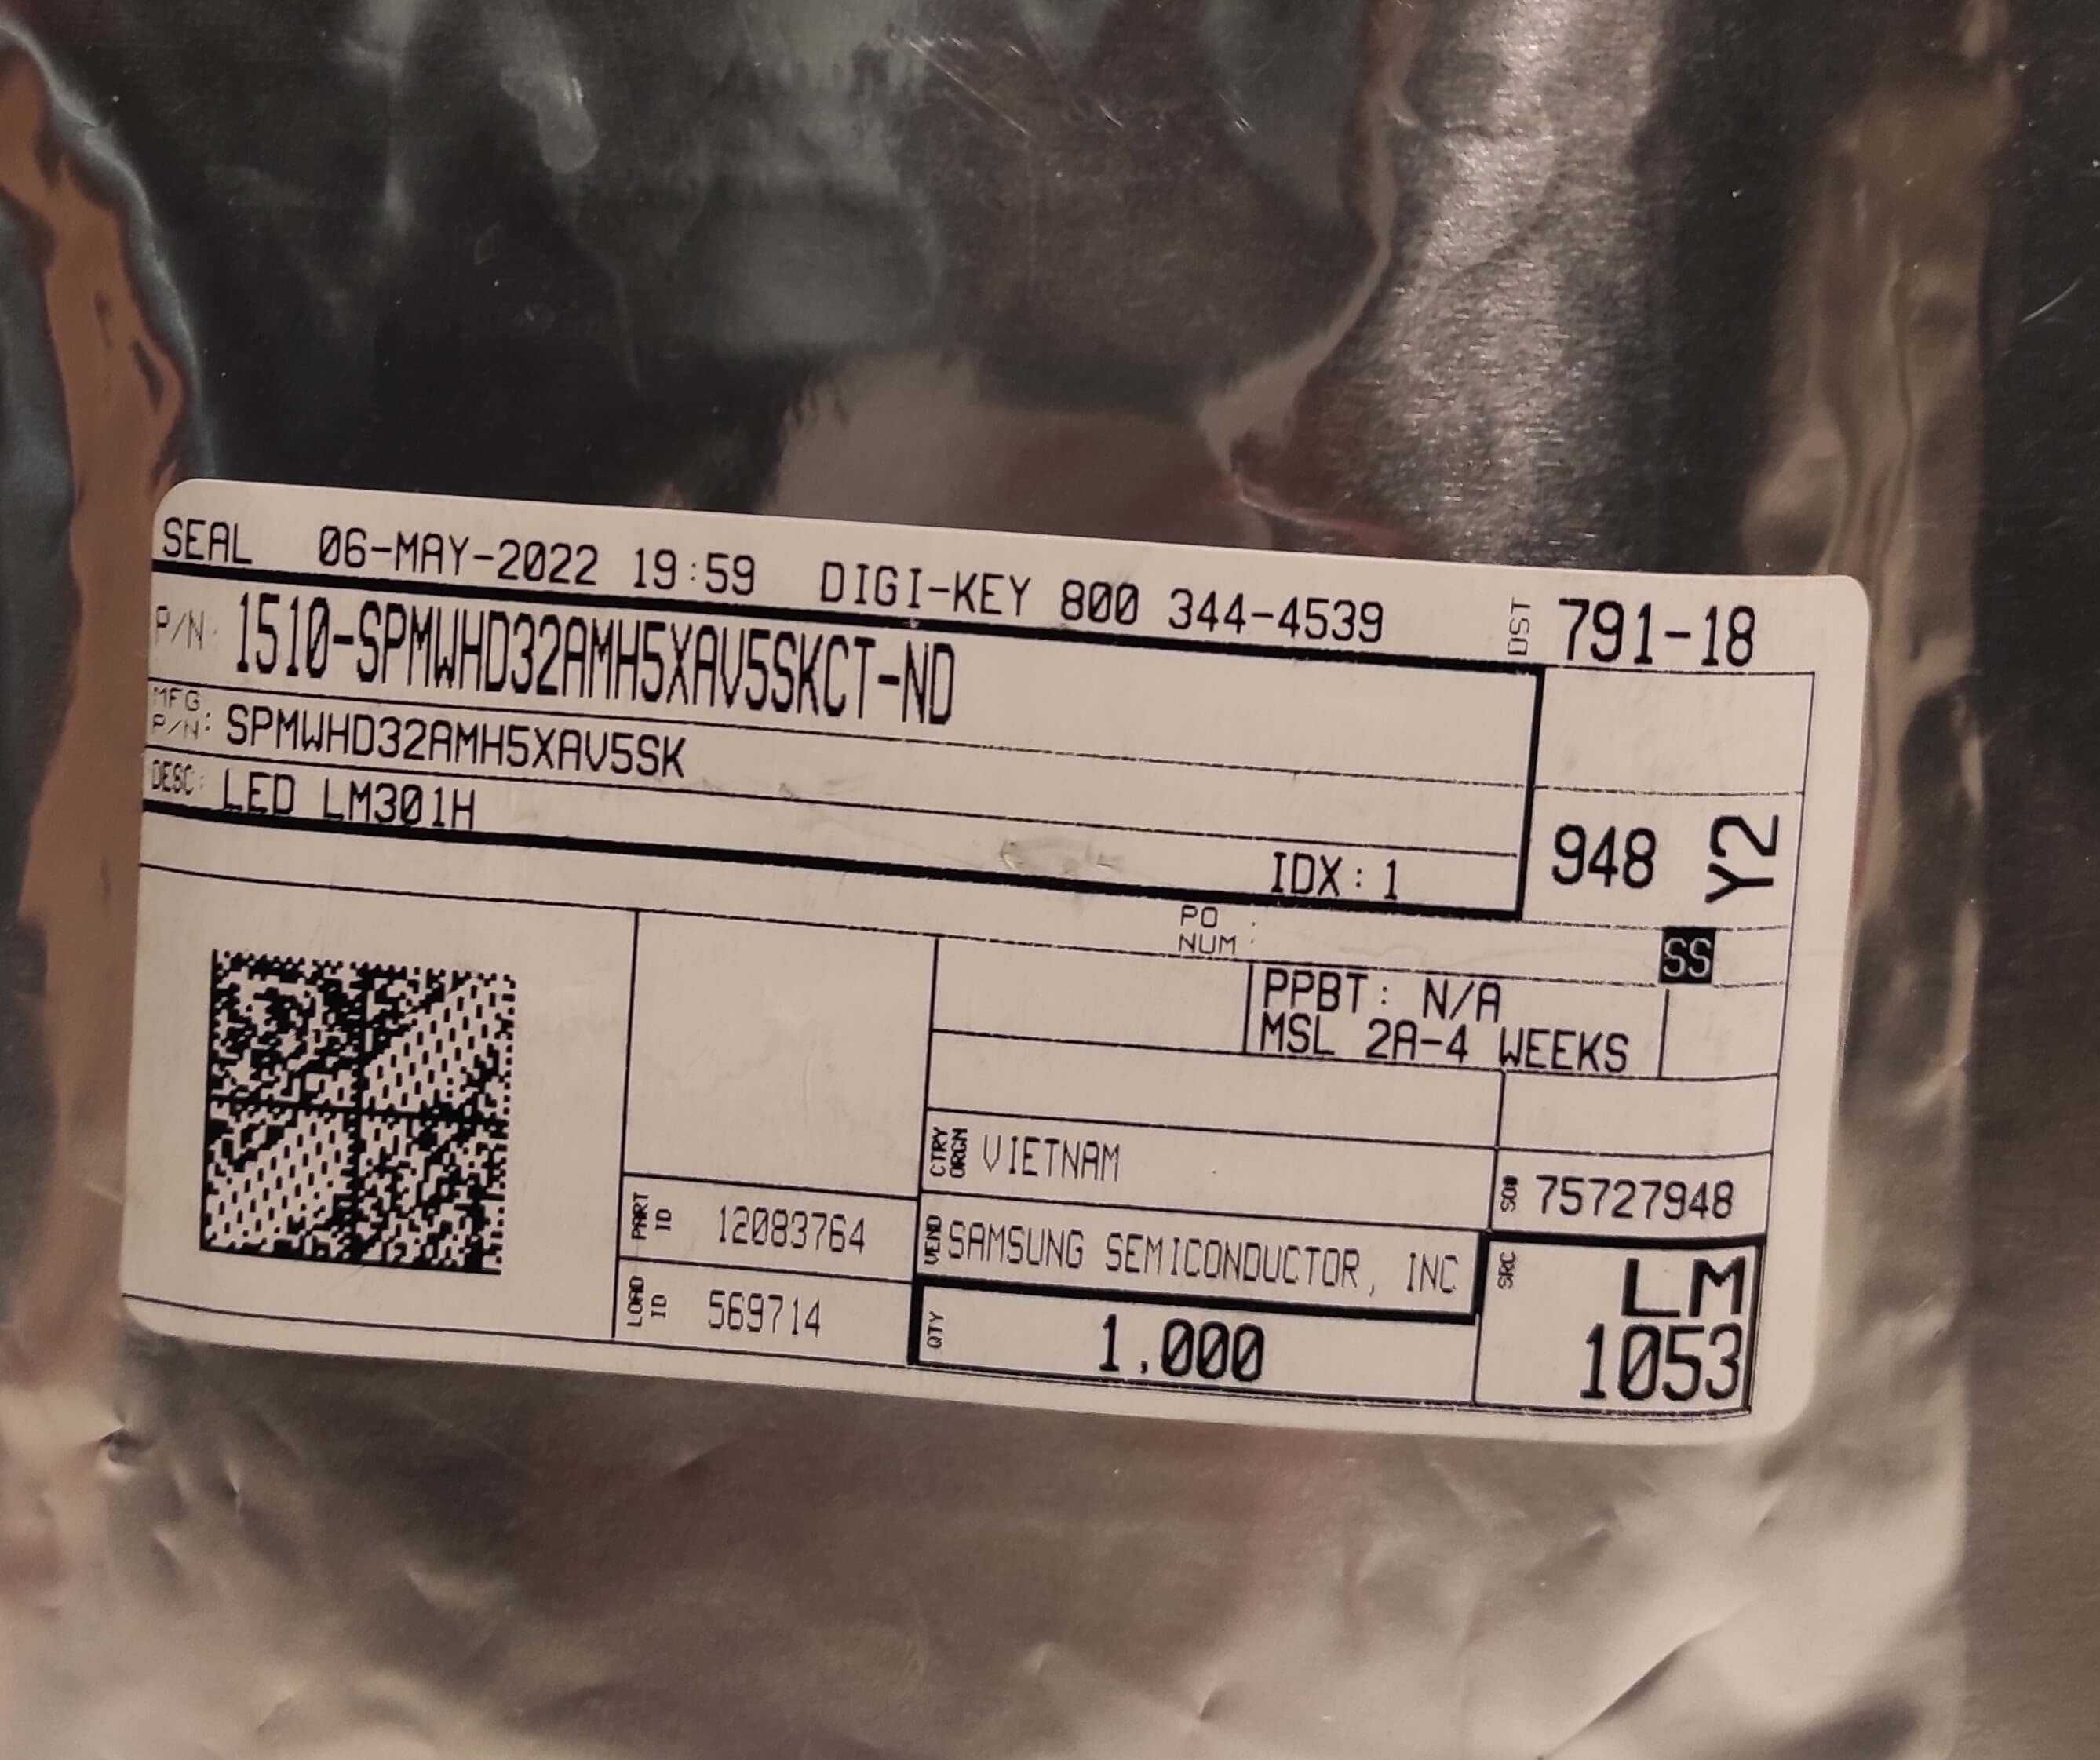 SEAL 06-MAY-2022 19:59 DIGI-KEY 800 344-4539 DST 791-18
P/N: 1510-SPMWHD32AMH5XAV5SKCT-ND
MFG P/N: SPMWHD32AMH5XAV5SK
DESC: LED LM301H
IDX: 1
948 Y2
PO NUM :
SS
PPBT: N/A
MSL 2A-4 WEEKS
CTRY ORGN VIETNAM
SO# 75727948
PART ID 12083764
VEND SAMSUNG SEMICONDUCTOR, INC
LOAD ID 569714
QTY 1,000
SRC LM
1053